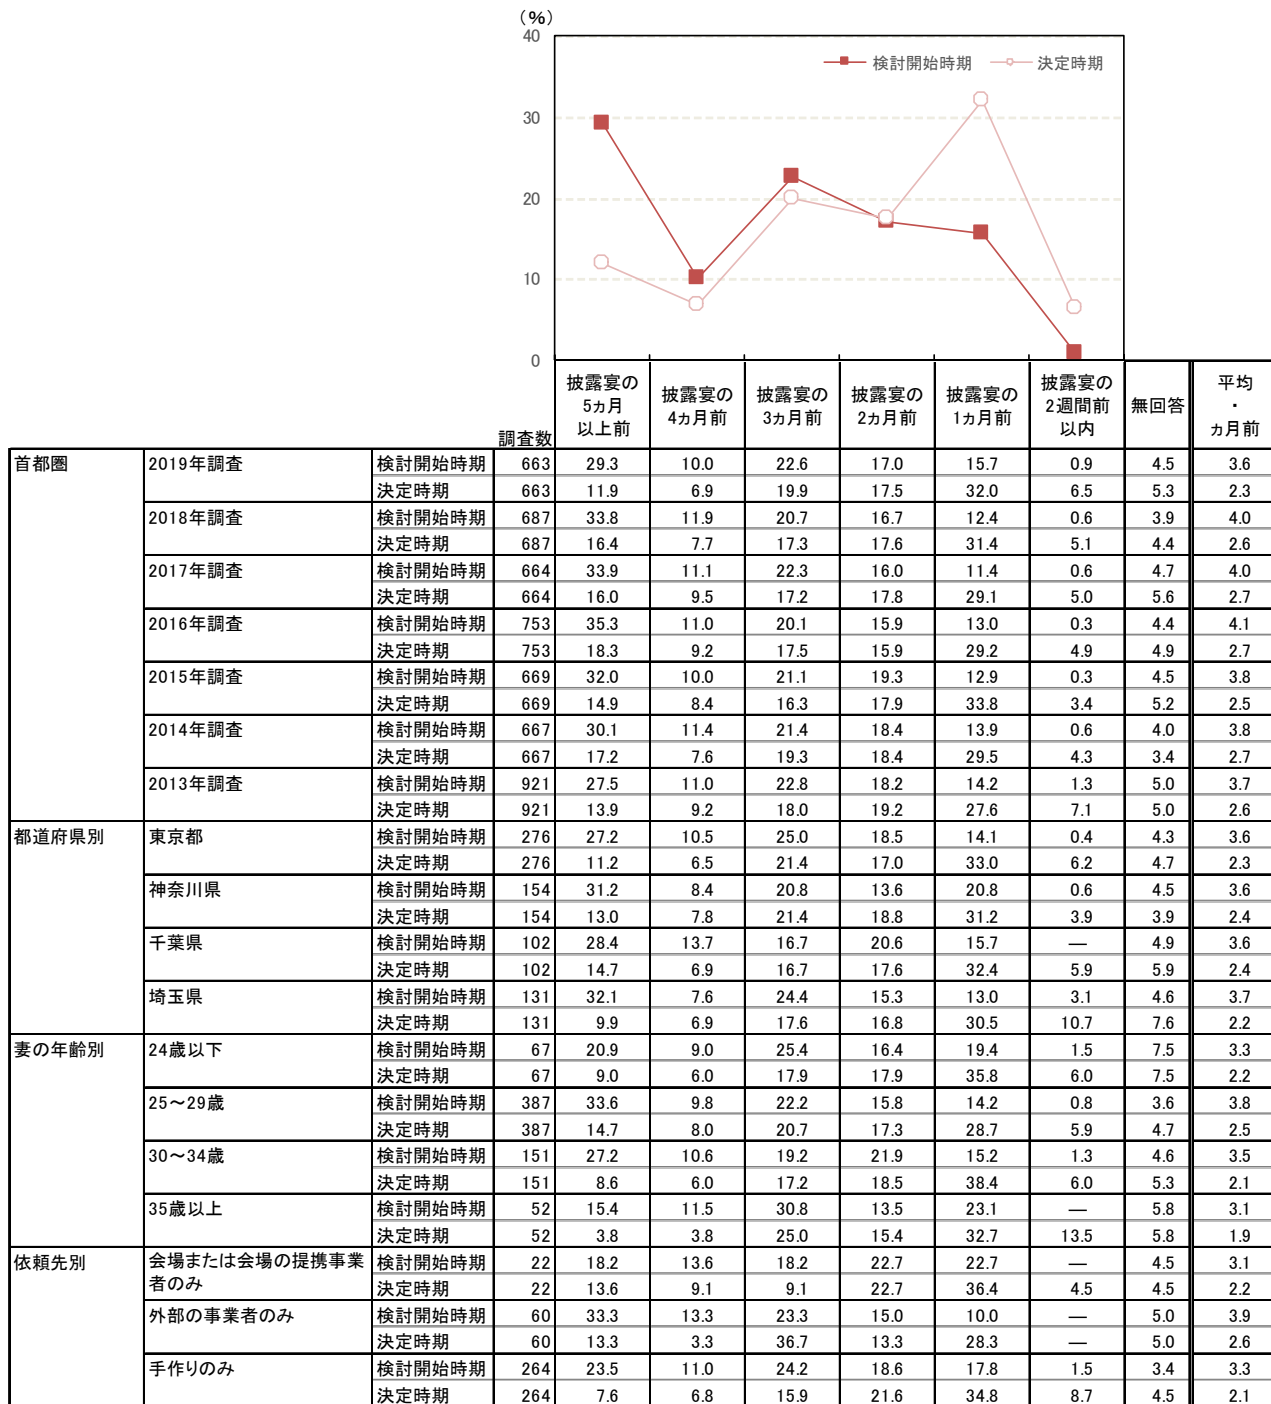 (%)
40
30
20
10
0
検討開始時期 決定時期
調査数 披露宴の5ヵ月以上前 披露宴の4ヵ月前 披露宴の3ヵ月前 披露宴の2ヵ月前 披露宴の1ヵ月前 披露宴の2週間前以内 無回答 平均・ヵ月前
首都圏 2019年調査 検討開始時期 663 29.3 10.0 22.6 17.0 15.7 0.9 4.5 3.6
決定時期 663 11.9 6.9 19.9 17.5 32.0 6.5 5.3 2.3
2018年調査 検討開始時期 687 33.8 11.9 20.7 16.7 12.4 0.6 3.9 4.0
決定時期 687 16.4 7.7 17.3 17.6 31.4 5.1 4.4 2.6
2017年調査 検討開始時期 664 33.9 11.1 22.3 16.0 11.4 0.6 4.7 4.0
決定時期 664 16.0 9.5 17.2 17.8 29.1 5.0 5.6 2.7
2016年調査 検討開始時期 753 35.3 11.0 20.1 15.9 13.0 0.3 4.4 4.1
決定時期 753 18.3 9.2 17.5 15.9 29.2 4.9 4.9 2.7
2015年調査 検討開始時期 669 32.0 10.0 21.1 19.3 12.9 0.3 4.5 3.8
決定時期 669 14.9 8.4 16.3 17.9 33.8 3.4 5.2 2.5
2014年調査 検討開始時期 667 30.1 11.4 21.4 18.4 13.9 0.6 4.0 3.8
決定時期 667 17.2 7.6 19.3 18.4 29.5 4.3 3.4 2.7
2013年調査 検討開始時期 921 27.5 11.0 22.8 18.2 14.2 1.3 5.0 3.7
決定時期 921 13.9 9.2 18.0 19.2 27.6 7.1 5.0 2.6
都道府県別 東京都 検討開始時期 276 27.2 10.5 25.0 18.5 14.1 0.4 4.3 3.6
決定時期 276 11.2 6.5 21.4 17.0 33.0 6.2 4.7 2.3
神奈川県 検討開始時期 154 31.2 8.4 20.8 13.6 20.8 0.6 4.5 3.6
決定時期 154 13.0 7.8 21.4 18.8 31.2 3.9 3.9 2.4
千葉県 検討開始時期 102 28.4 13.7 16.7 20.6 15.7 — 4.9 3.6
決定時期 102 14.7 6.9 16.7 17.6 32.4 5.9 5.9 2.4
埼玉県 検討開始時期 131 32.1 7.6 24.4 15.3 13.0 3.1 4.6 3.7
決定時期 131 9.9 6.9 17.6 16.8 30.5 10.7 7.6 2.2
妻の年齢別 24歳以下 検討開始時期 67 20.9 9.0 25.4 16.4 19.4 1.5 7.5 3.3
決定時期 67 9.0 6.0 17.9 17.9 35.8 6.0 7.5 2.2
25～29歳 検討開始時期 387 33.6 9.8 22.2 15.8 14.2 0.8 3.6 3.8
決定時期 387 14.7 8.0 20.7 17.3 28.7 5.9 4.7 2.5
30～34歳 検討開始時期 151 27.2 10.6 19.2 21.9 15.2 1.3 4.6 3.5
決定時期 151 8.6 6.0 17.2 18.5 38.4 6.0 5.3 2.1
35歳以上 検討開始時期 52 15.4 11.5 30.8 13.5 23.1 — 5.8 3.1
決定時期 52 3.8 3.8 25.0 15.4 32.7 13.5 5.8 1.9
依頼先別 会場または会場の提携事業者のみ 検討開始時期 22 18.2 13.6 18.2 22.7 22.7 — 4.5 3.1
決定時期 22 13.6 9.1 9.1 22.7 36.4 4.5 4.5 2.2
外部の事業者のみ 検討開始時期 60 33.3 13.3 23.3 15.0 10.0 — 5.0 3.9
決定時期 60 13.3 3.3 36.7 13.3 28.3 — 5.0 2.6
手作りのみ 検討開始時期 264 23.5 11.0 24.2 18.6 17.8 1.5 3.4 3.3
決定時期 264 7.6 6.8 15.9 21.6 34.8 8.7 4.5 2.1